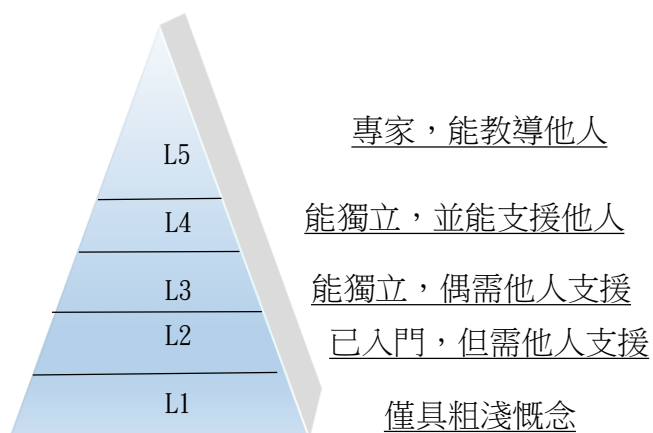 L5
專家，能教導他人
L4
能獨立，並能支援他人
L3
能獨立，偶需他人支援
L2
已入門，但需他人支援
L1
僅具粗淺慨念